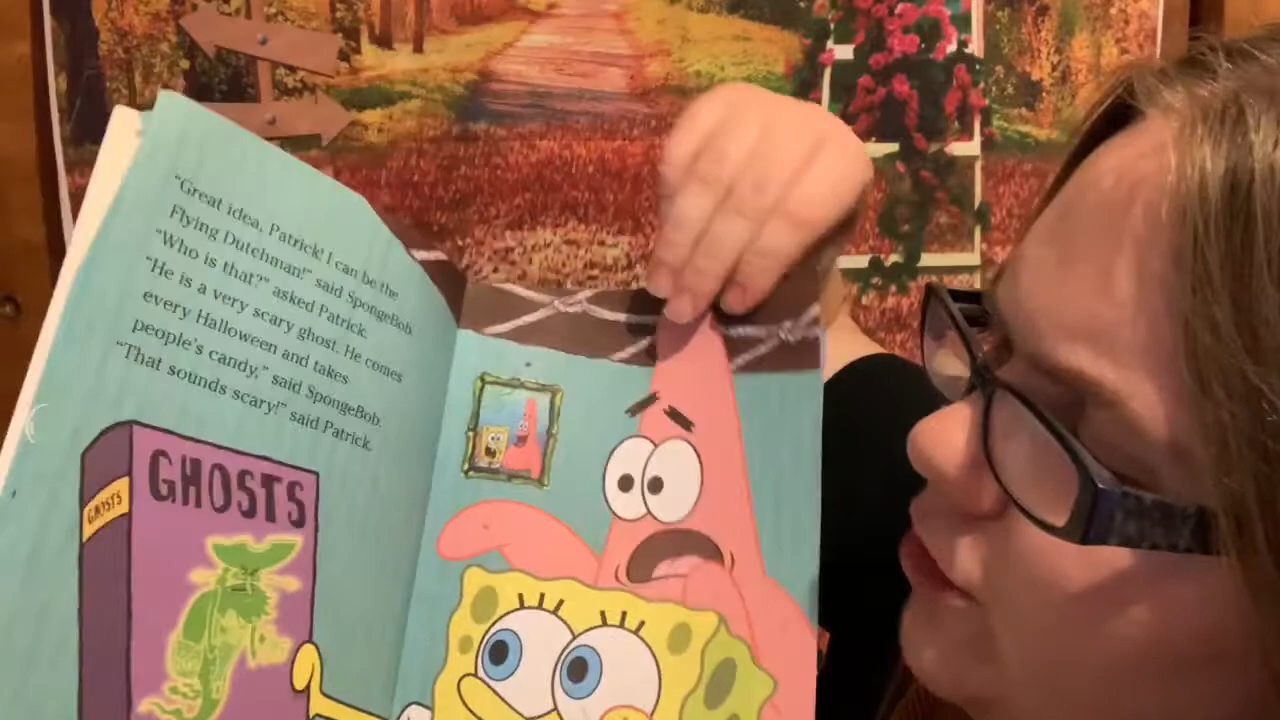 "Great idea, Patrick! I can be the
Flying Dutchman!" said SpongeBob.
"Who is that?" asked Patrick.
"He is a very scary ghost. He comes
every Halloween and takes
people's candy," said SpongeBob.
"That sounds scary!" said Patrick.
GHOSTS
GHOSTS